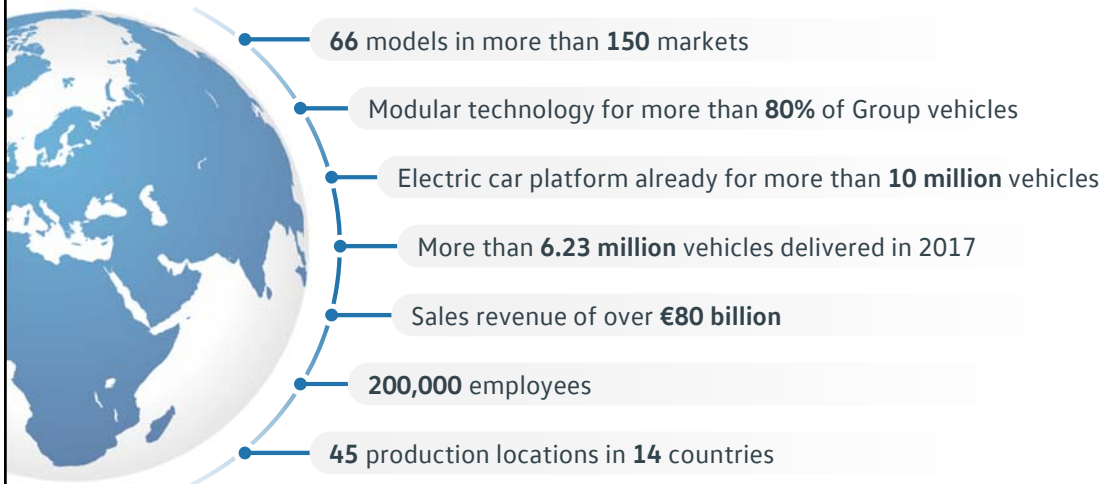 66 models in more than 150 markets
Modular technology for more than 80% of Group vehicles
Electric car platform already for more than 10 million vehicles
More than 6.23 million vehicles delivered in 2017
Sales revenue of over €80 billion
200,000 employees
45 production locations in 14 countries